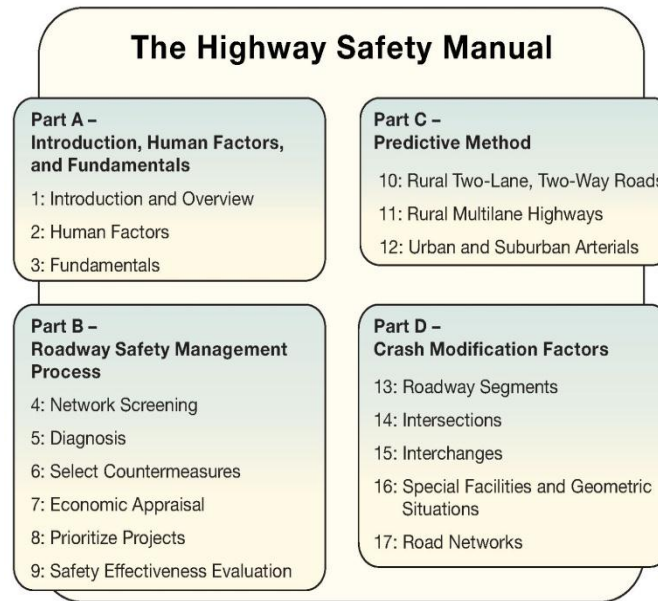 The Highway Safety Manual
Part A –
Introduction, Human Factors,
and Fundamentals
1: Introduction and Overview
2: Human Factors
3: Fundamentals
Part B –
Roadway Safety Management
Process
4: Network Screening
5: Diagnosis
6: Select Countermeasures
7: Economic Appraisal
8: Prioritize Projects
9: Safety Effectiveness Evaluation
Part C –
Predictive Method
10: Rural Two-Lane, Two-Way Roads
11: Rural Multilane Highways
12: Urban and Suburban Arterials
Part D –
Crash Modification Factors
13: Roadway Segments
14: Intersections
15: Interchanges
16: Special Facilities and Geometric
Situations
17: Road Networks